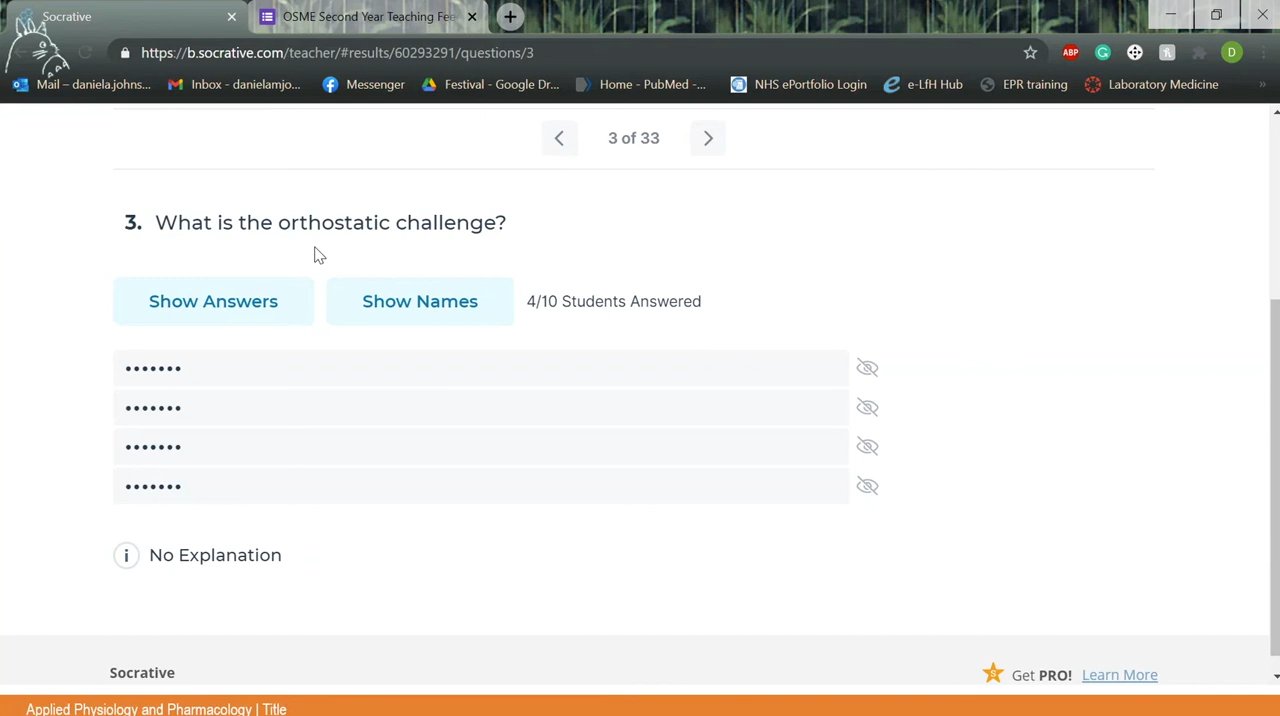 Socrative
OSME Second Year Teaching Fee
https://b.socrative.com/teacher/#results/60293291/questions/3
ABP
D
Mail – daniela.johns...
Inbox - danielamjo...
Messenger
Festival - Google Dr...
Home - PubMed -...
NHS ePortfolio Login
e-LfH Hub
EPR training
Laboratory Medicine
»
3 of 33
3. What is the orthostatic challenge?
Show Answers
Show Names
4/10 Students Answered
•••••••
•••••••
•••••••
•••••••
i No Explanation
Socrative
Get PRO! Learn More
Applied Physiology and Pharmacology | Title